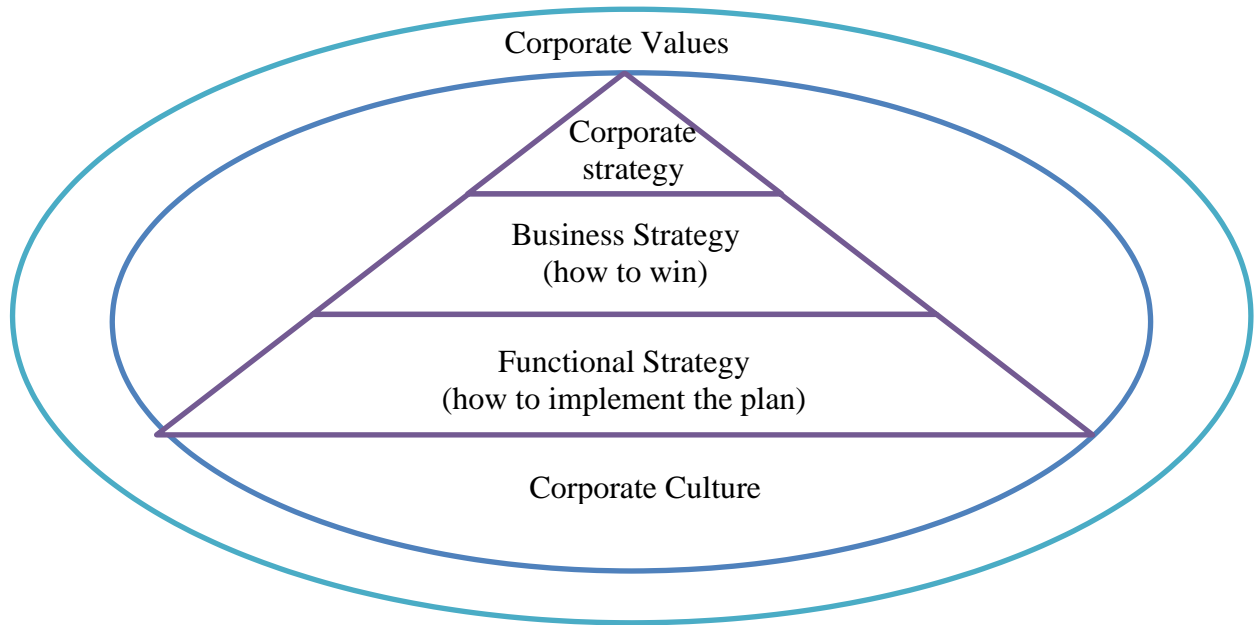 Corporate Values
Corporate
strategy
Business Strategy
(how to win)
Functional Strategy
(how to implement the plan)
Corporate Culture